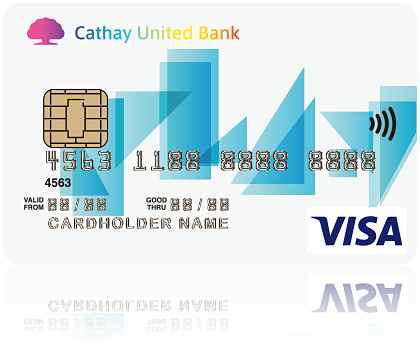 Cathay United Bank
4563 1188 8888 8888
4563
VALID FROM 88/88 GOOD THRU 88/88
CARDHOLDER NAME
VISA